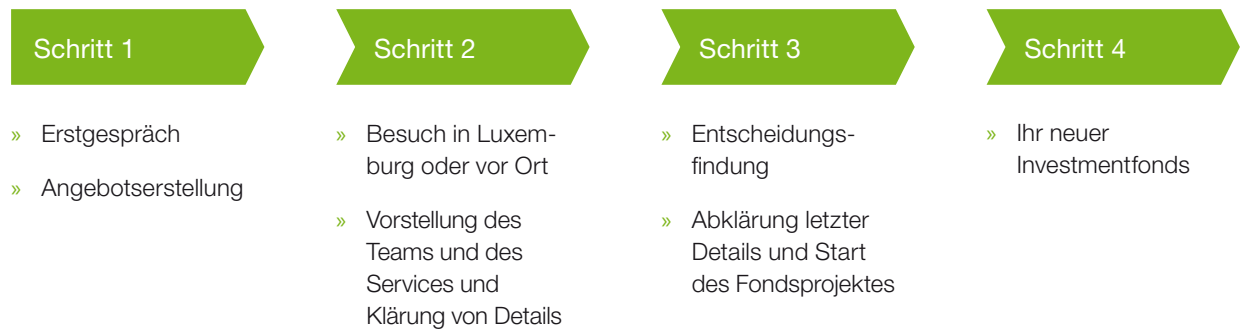 Schritt 1
» Erstgespräch
» Angebotserstellung
Schritt 2
» Besuch in Luxem-
burg oder vor Ort
» Vorstellung des
Teams und des
Services und
Klärung von Details
Schritt 3
» Entscheidungs-
findung
» Abklärung letzter
Details und Start
des Fondsprojektes
Schritt 4
» Ihr neuer
Investmentfonds